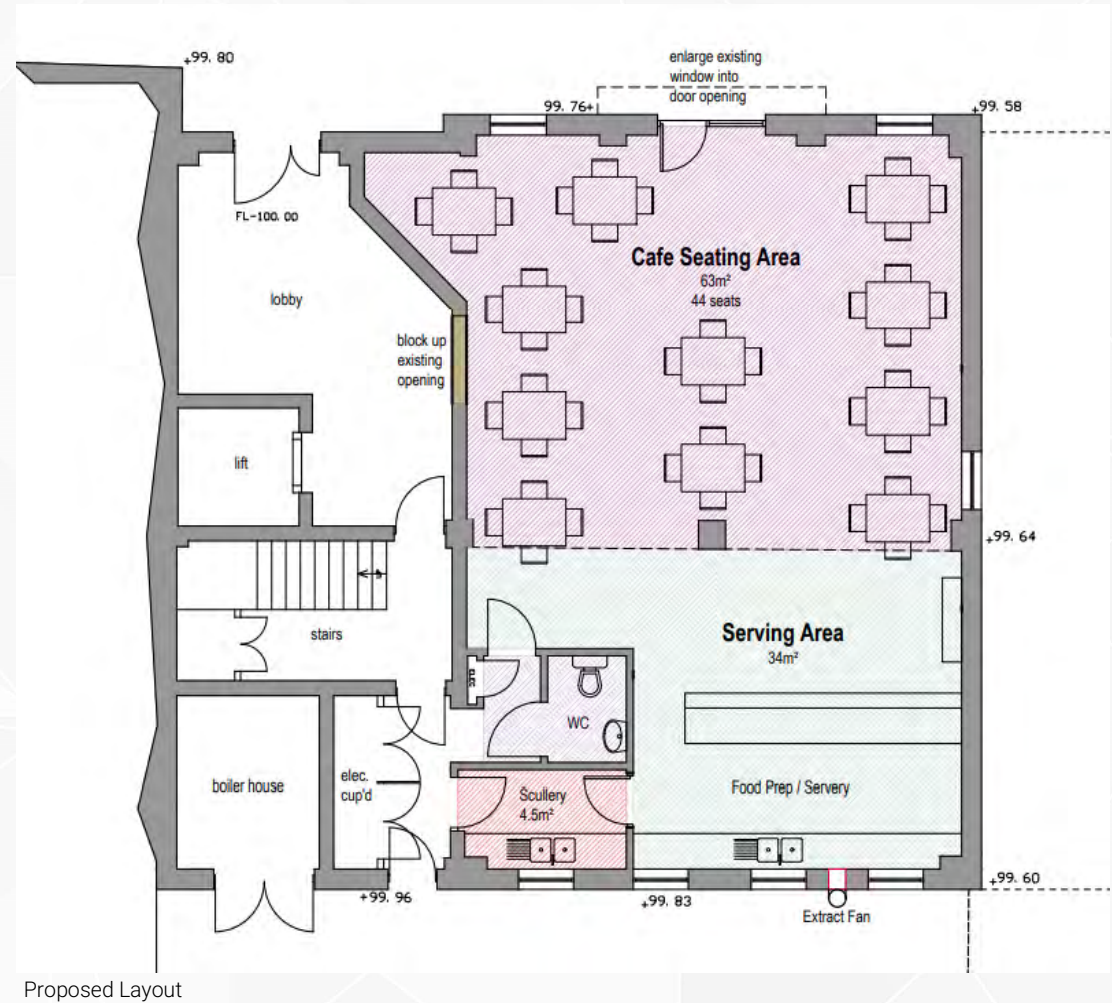 +99. 80
enlarge existing
window into
door opening
99. 76+
+99. 58
FL-100. 00
Cafe Seating Area
63m²
44 seats
lobby
block up
existing
opening
lift
+99. 64
stairs
Serving Area
34m²
ELEC
WC
boiler house
elec.
cup'd
Scullery
4.5m²
Food Prep / Servery
+99. 96
+99. 83
+99. 60
Extract Fan
Proposed Layout